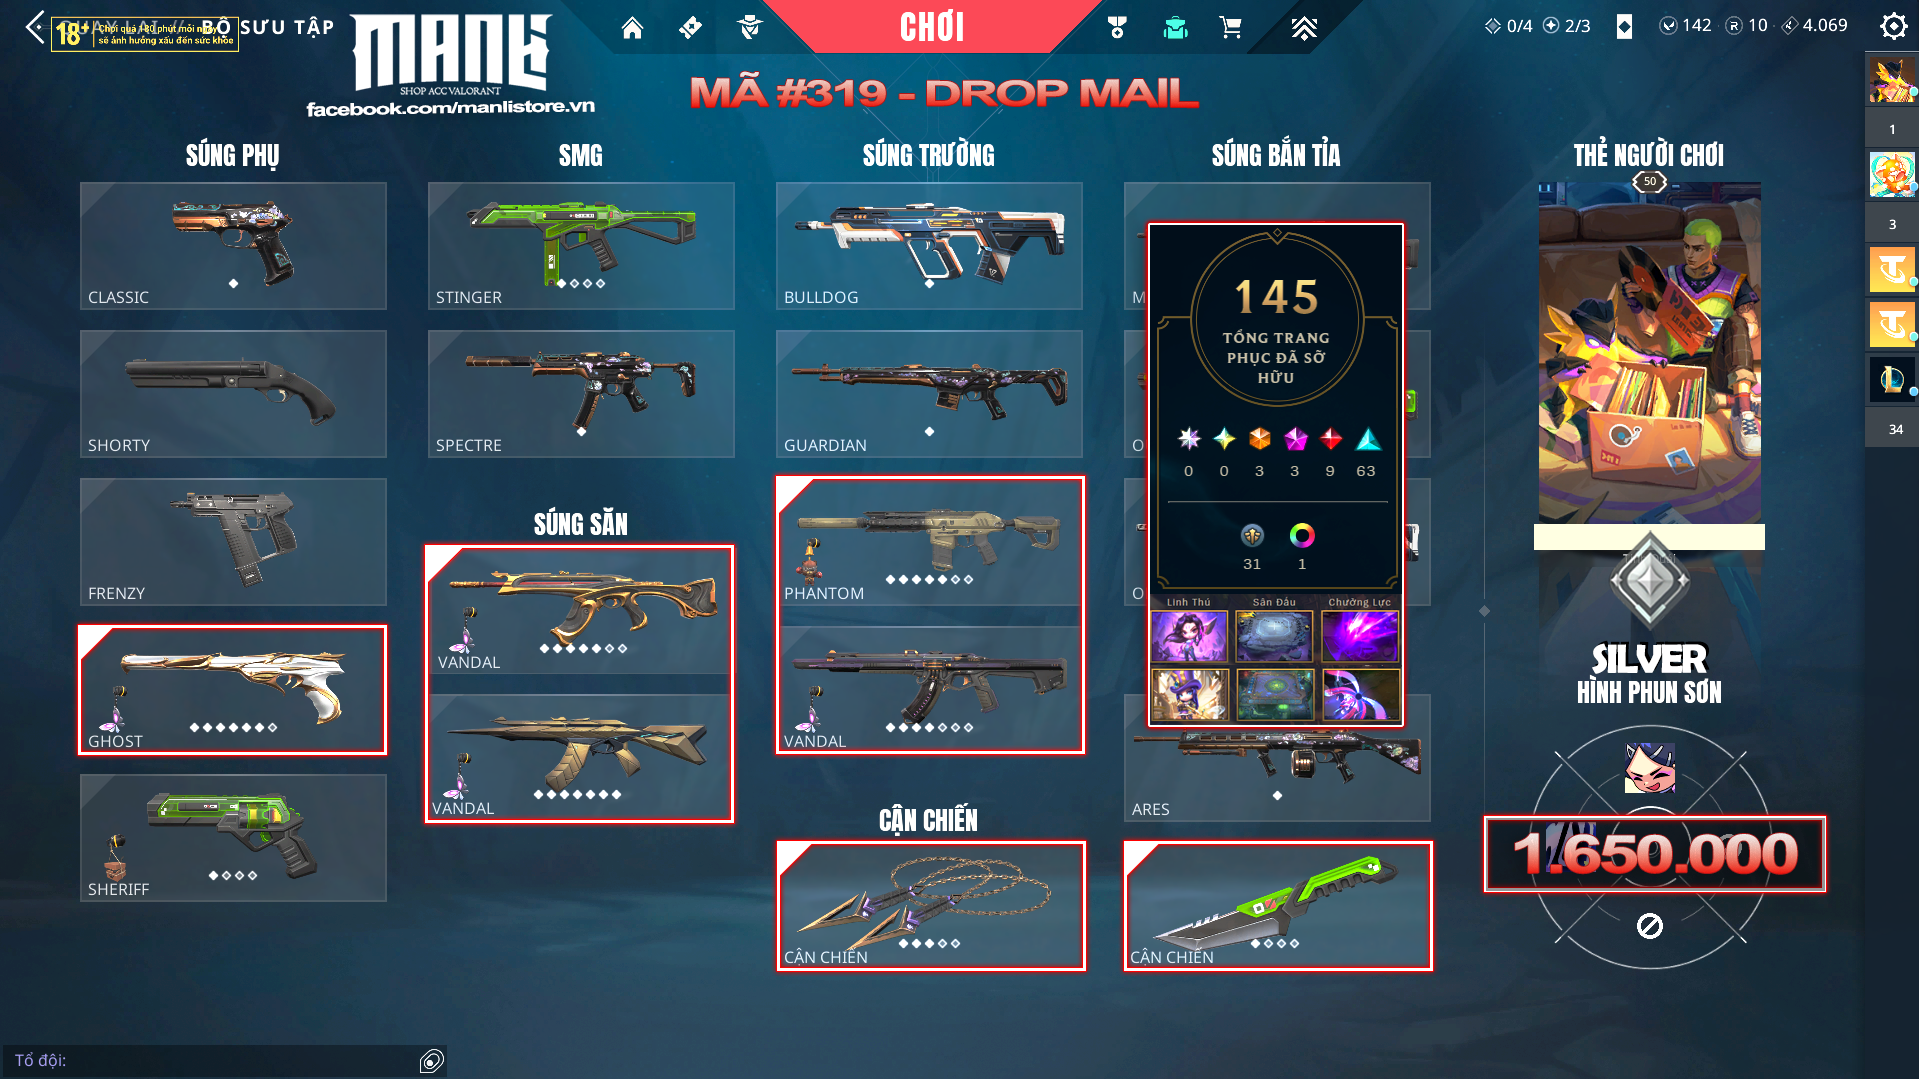 BỘ SƯU TẬP
18+
Chơi quá 180 phút mỗi ngày
sẽ ảnh hưởng xấu đến sức khỏe
MANLI
SHOP ACC VALORANT
facebook.com/manlistore.vn
CHƠI
0/4
2/3
142
10
4.069
MÃ #319 - DROP MAIL
SÚNG PHỤ
CLASSIC
SHORTY
FRENZY
GHOST
SHERIFF
SMG
STINGER
SPECTRE
SÚNG SĂN
VANDAL
VANDAL
SÚNG TRƯỜNG
BULLDOG
GUARDIAN
PHANTOM
VANDAL
CẬN CHIẾN
CẬN CHIẾN
SÚNG BẮN TỈA
M
O
O
ARES
CẬN CHIẾN
145
TỔNG TRANG
PHỤC ĐÃ SỞ
HỮU
0
0
3
3
9
63
31
1
Linh Thú
Sân Đấu
Chưởng Lực
THẺ NGƯỜI CHƠI
50
SILVER
HÌNH PHUN SƠN
1.650.000
1
3
34
Tổ đội: